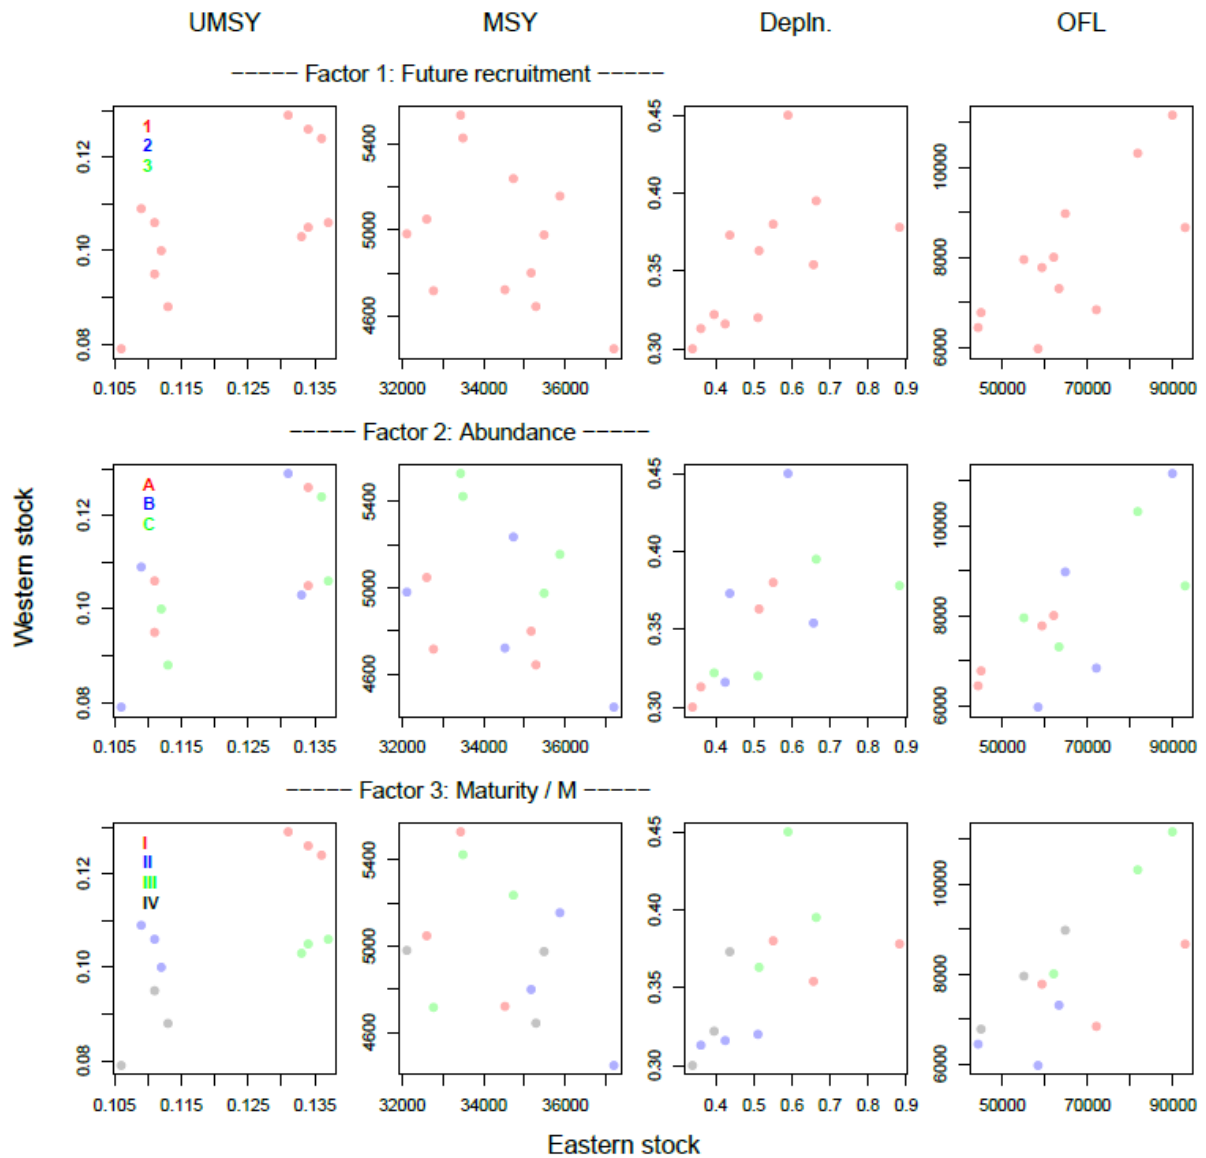 UMSY MSY Depln. OFL
----- Factor 1: Future recruitment -----
1
2
3
0.08 0.10 0.12
4600 5000 5400
0.30 0.35 0.40 0.45
6000 8000 10000
0.105 0.115 0.125 0.135
32000 34000 36000
0.4 0.5 0.6 0.7 0.8 0.9
50000 70000 90000
----- Factor 2: Abundance -----
A
B
C
0.08 0.10 0.12
4600 5000 5400
0.30 0.35 0.40 0.45
6000 8000 10000
0.105 0.115 0.125 0.135
32000 34000 36000
0.4 0.5 0.6 0.7 0.8 0.9
50000 70000 90000
Western stock
----- Factor 3: Maturity / M -----
I
II
III
IV
0.08 0.10 0.12
4600 5000 5400
0.30 0.35 0.40 0.45
6000 8000 10000
0.105 0.115 0.125 0.135
32000 34000 36000
0.4 0.5 0.6 0.7 0.8 0.9
50000 70000 90000
Eastern stock